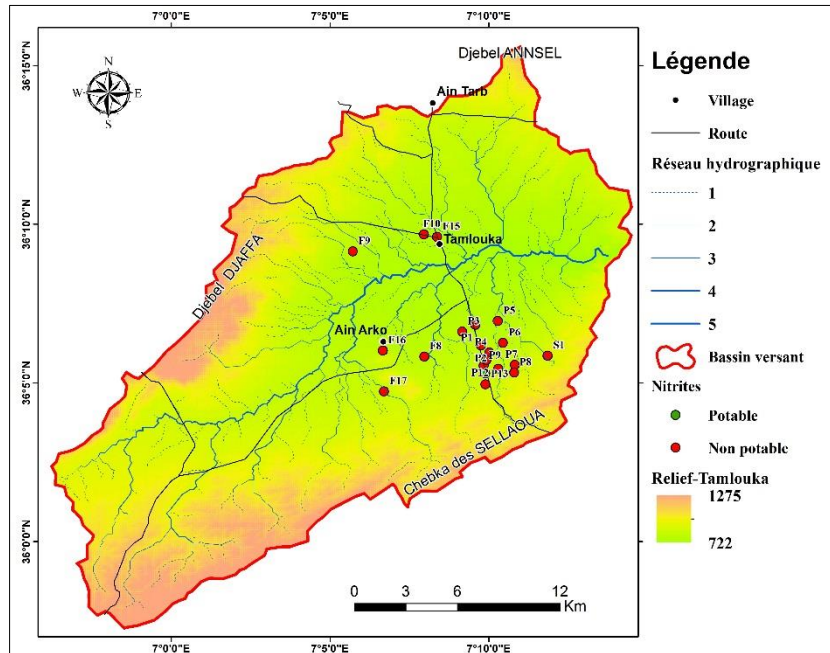 7°0'0"E
7°5'0"E
7°10'0"E
36°15'0"N
36°10'0"N
36°5'0"N
36°0'0"N
N
W
E
S
Djebel ANNSEL
Ain Tarb
F10
F15
Tamlouka
F9
Djebel DJAFFA
Ain Arko
F16
F8
F17
P3
P1
P5
P4
P6
P9
P2
P7
P8
S1
P12
P13
Chebka des SELLAOUA
0
3
6
9
12
Km
7°0'0"E
7°5'0"E
7°10'0"E
Légende
Village
Route
Réseau hydrographique
1
2
3
4
5
Bassin versant
Nitrites
Potable
Non potable
Relief-Tamlouka
1275
722